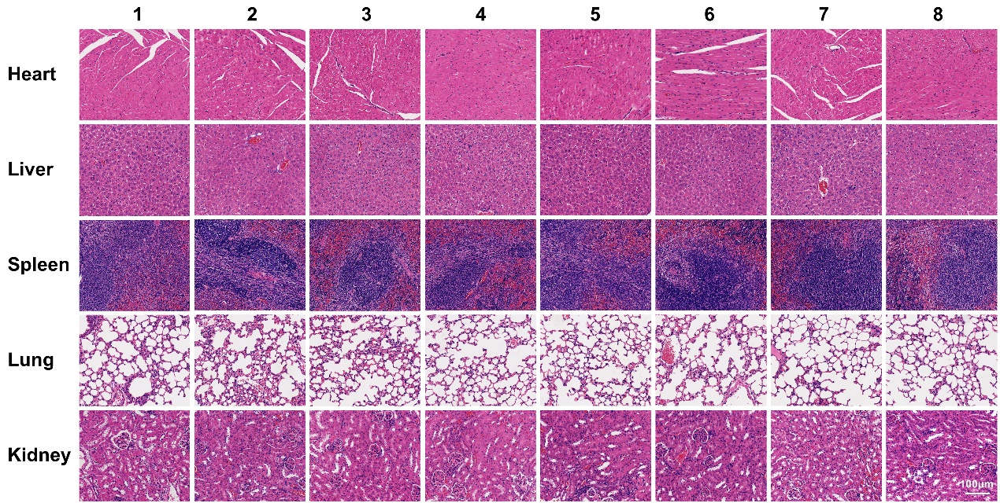 1 2 3 4 5 6 7 8
Heart
Liver
Spleen
Lung
Kidney
100μm